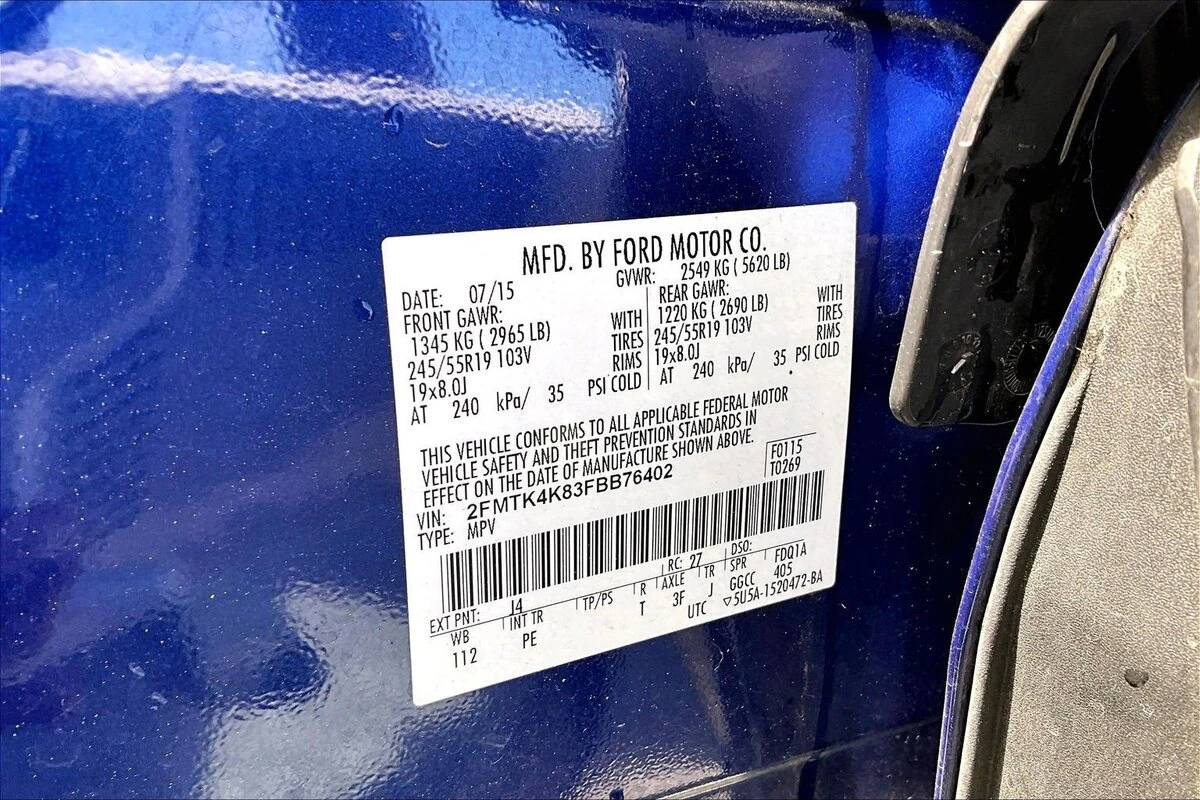 MFD. BY FORD MOTOR CO.
DATE: 07/15 GVWR: 2549 KG ( 5620 LB)
FRONT GAWR: REAR GAWR:
1345 KG ( 2965 LB) WITH 1220 KG ( 2690 LB) WITH
245/55R19 103V TIRES 245/55R19 103V TIRES
19x8.0J RIMS 19x8.0J RIMS
AT 240 kPa/ 35 PSI COLD AT 240 kPa/ 35 PSI COLD
THIS VEHICLE CONFORMS TO ALL APPLICABLE FEDERAL MOTOR
VEHICLE SAFETY AND THEFT PREVENTION STANDARDS IN
EFFECT ON THE DATE OF MANUFACTURE SHOWN ABOVE.
F0115
VIN: 2FMTK4K83FBB76402 T0269
TYPE: MPV
EXT PNT: J4 RC: 27 DSO: FDQ1A
WB INT TR TP/PS R AXLE TR SPR 405
112 PE T 3F J GGCC
UTC ▽5U5A-1520472-BA